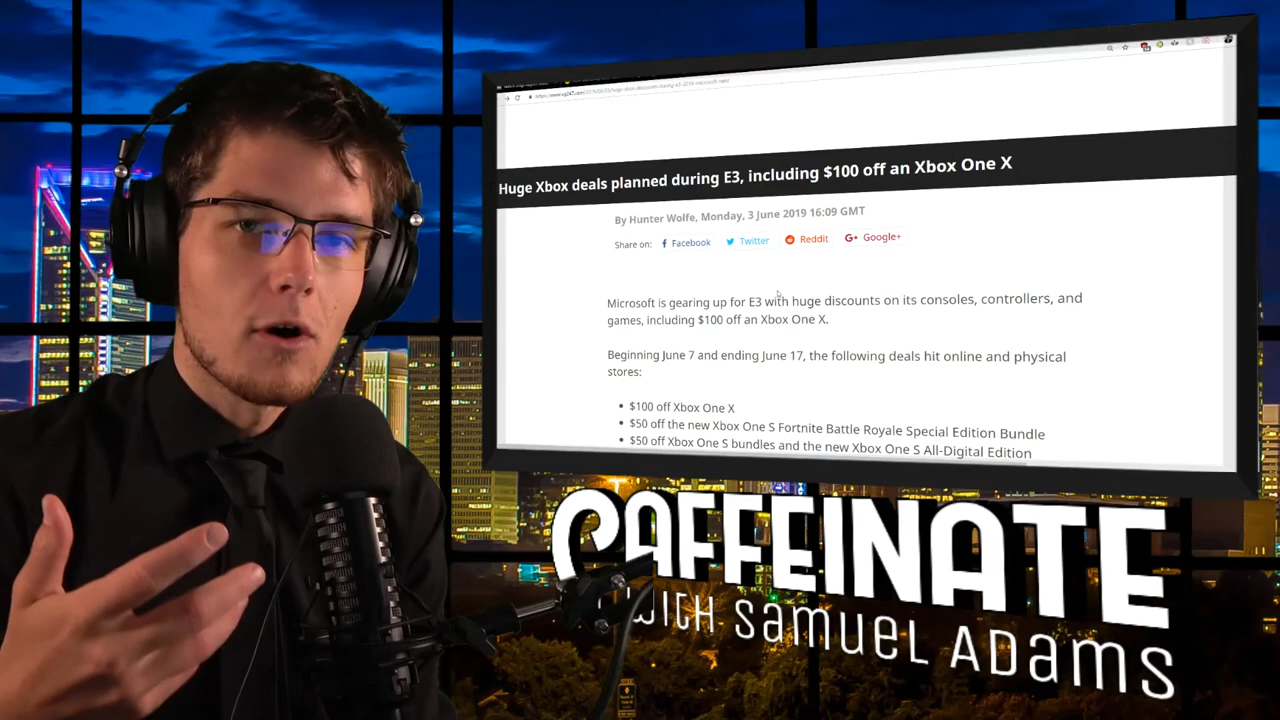 Huge Xbox deals planned during E3, including $100 off an Xbox One X
By Hunter Wolfe, Monday, 3 June 2019 16:09 GMT
Share on: Facebook Twitter Reddit Google+
Microsoft is gearing up for E3 with huge discounts on its consoles, controllers, and
games, including $100 off an Xbox One X.
Beginning June 7 and ending June 17, the following deals hit online and physical
stores:
• $100 off Xbox One X
• $50 off the new Xbox One S Fortnite Battle Royale Special Edition Bundle
• $50 off Xbox One S bundles and the new Xbox One S All-Digital Edition
CAFFEINATE
WITH SAMUEL ADAMS